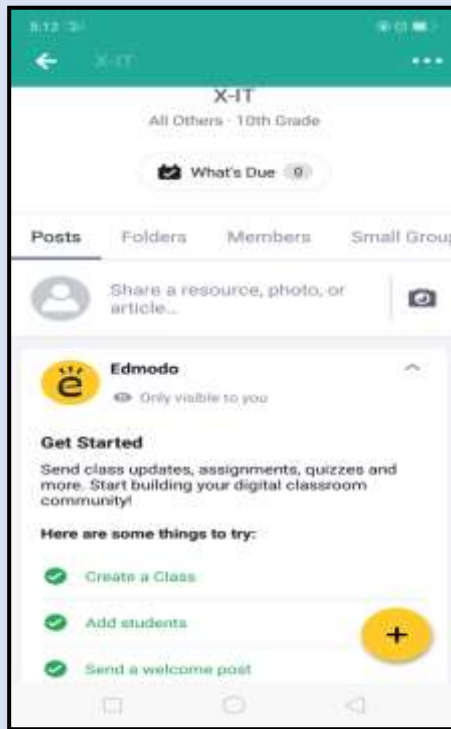 5:12
X-IT
X-IT
All Others · 10th Grade
What's Due 0
Posts Folders Members Small Group
Share a resource, photo, or
article...
Edmodo
Only visible to you
Get Started
Send class updates, assignments, quizzes and
more. Start building your digital classroom
community!
Here are some things to try:
Create a Class
Add students
Send a welcome post